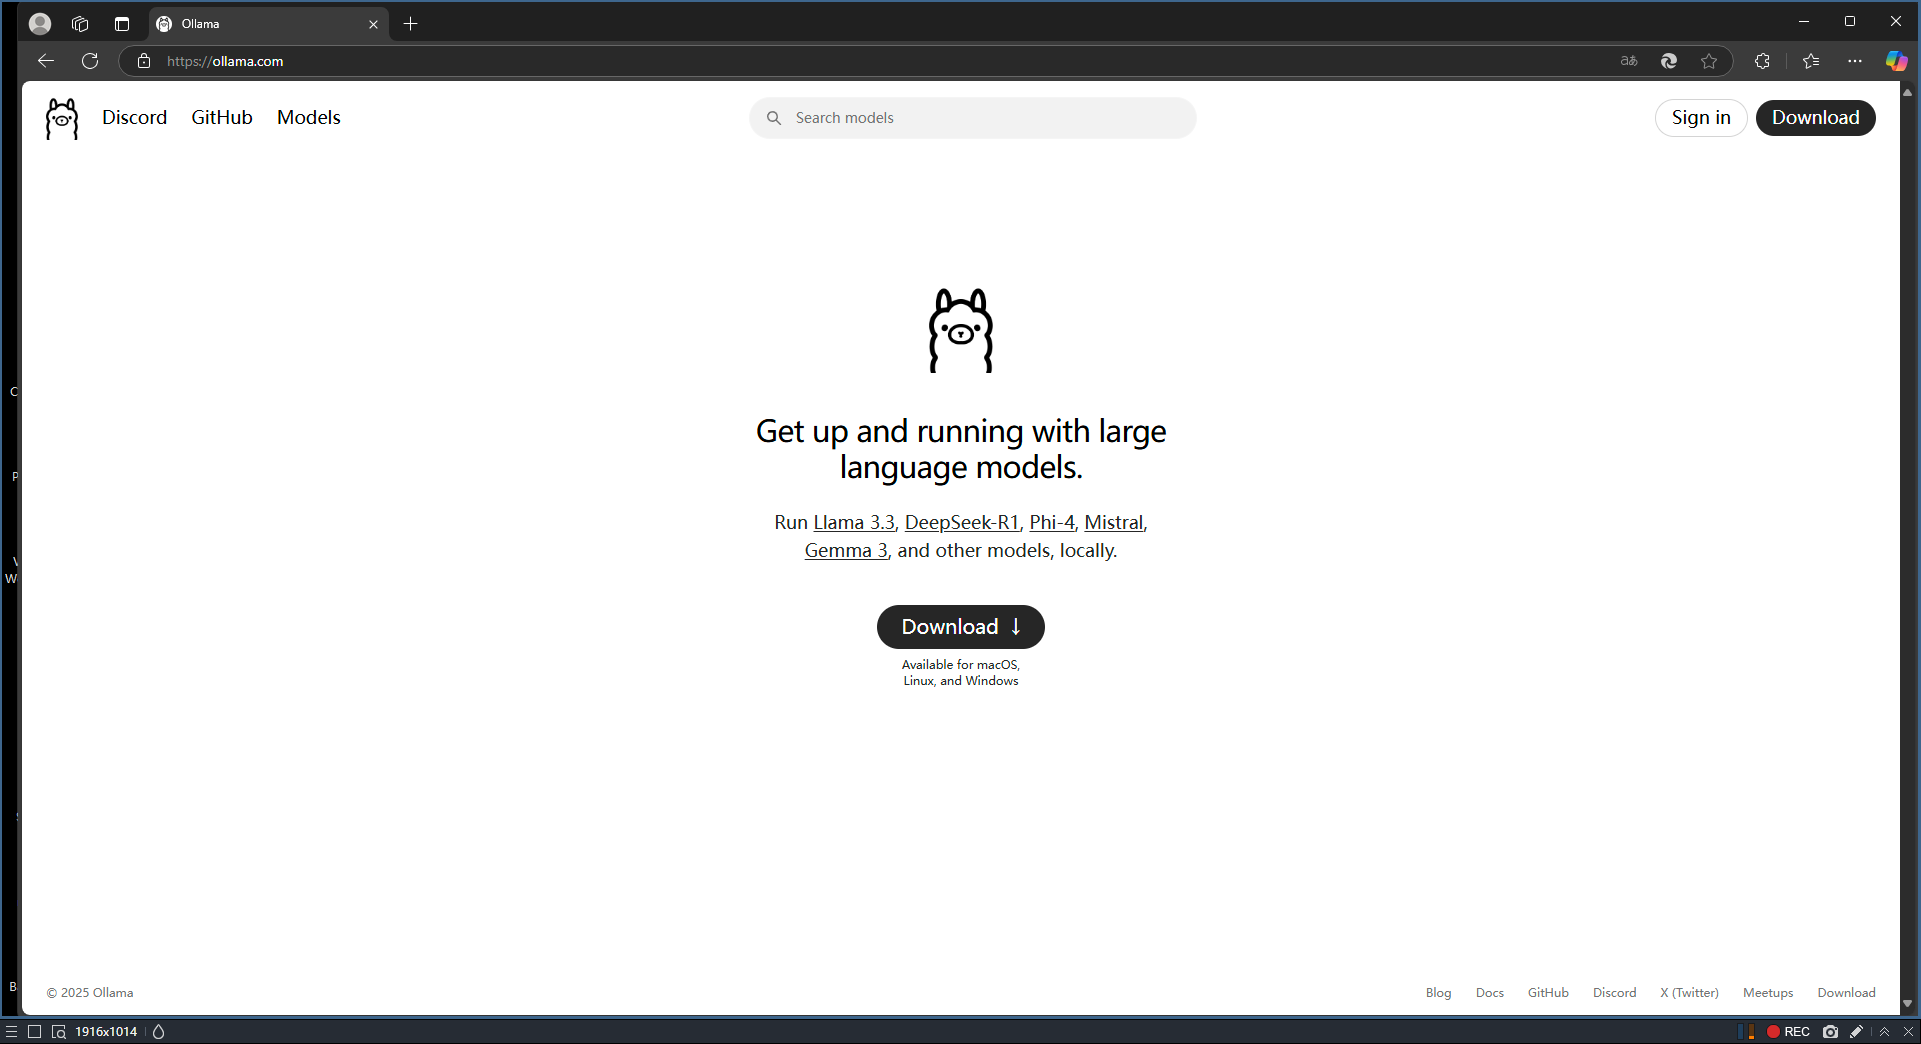 Ollama
https://ollama.com
Discord GitHub Models
Search models
Sign in Download
Get up and running with large
language models.
Run Llama 3.3, DeepSeek-R1, Phi-4, Mistral,
Gemma 3, and other models, locally.
Download ↓
Available for macOS,
Linux, and Windows
© 2025 Ollama
Blog Docs GitHub Discord X (Twitter) Meetups Download
1916x1014
REC